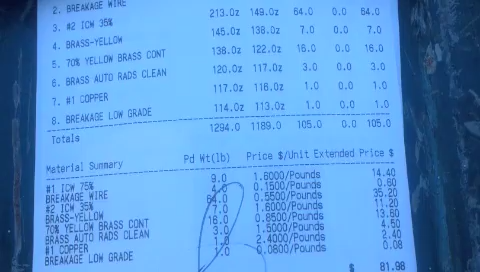 2. BREAKAGE WIRE
213.0z 149.0z 64.0 0.0 64.0
3. #2 ICW 35%
145.0z 138.0z 7.0 0.0 7.0
4. BRASS-YELLOW
138.0z 122.0z 16.0 0.0 16.0
5. 70% YELLOW BRASS CONT
120.0z 117.0z 3.0 0.0 3.0
6. BRASS AUTO RADS CLEAN
117.0z 116.0z 1.0 0.0 1.0
7. #1 COPPER
114.0z 113.0z 1.0 0.0 1.0
8. BREAKAGE LOW GRADE
Totals 1294.0 1189.0 105.0 0.0 105.0
Material Summary Pd Wt(lb) Price $/Unit Extended Price $
#1 ICW 75% 9.0 1.6000/Pounds 14.40
BREAKAGE WIRE 4.0 0.1500/Pounds 0.60
#2 ICW 35% 64.0 0.5500/Pounds 35.20
BRASS-YELLOW 7.0 1.6000/Pounds 11.20
70% YELLOW BRASS CONT 16.0 0.8500/Pounds 13.60
BRASS AUTO RADS CLEAN 3.0 1.5000/Pounds 4.50
#1 COPPER 1.0 2.4000/Pounds 2.40
BREAKAGE LOW GRADE 1.0 0.0800/Pounds 0.08
$ 81.98